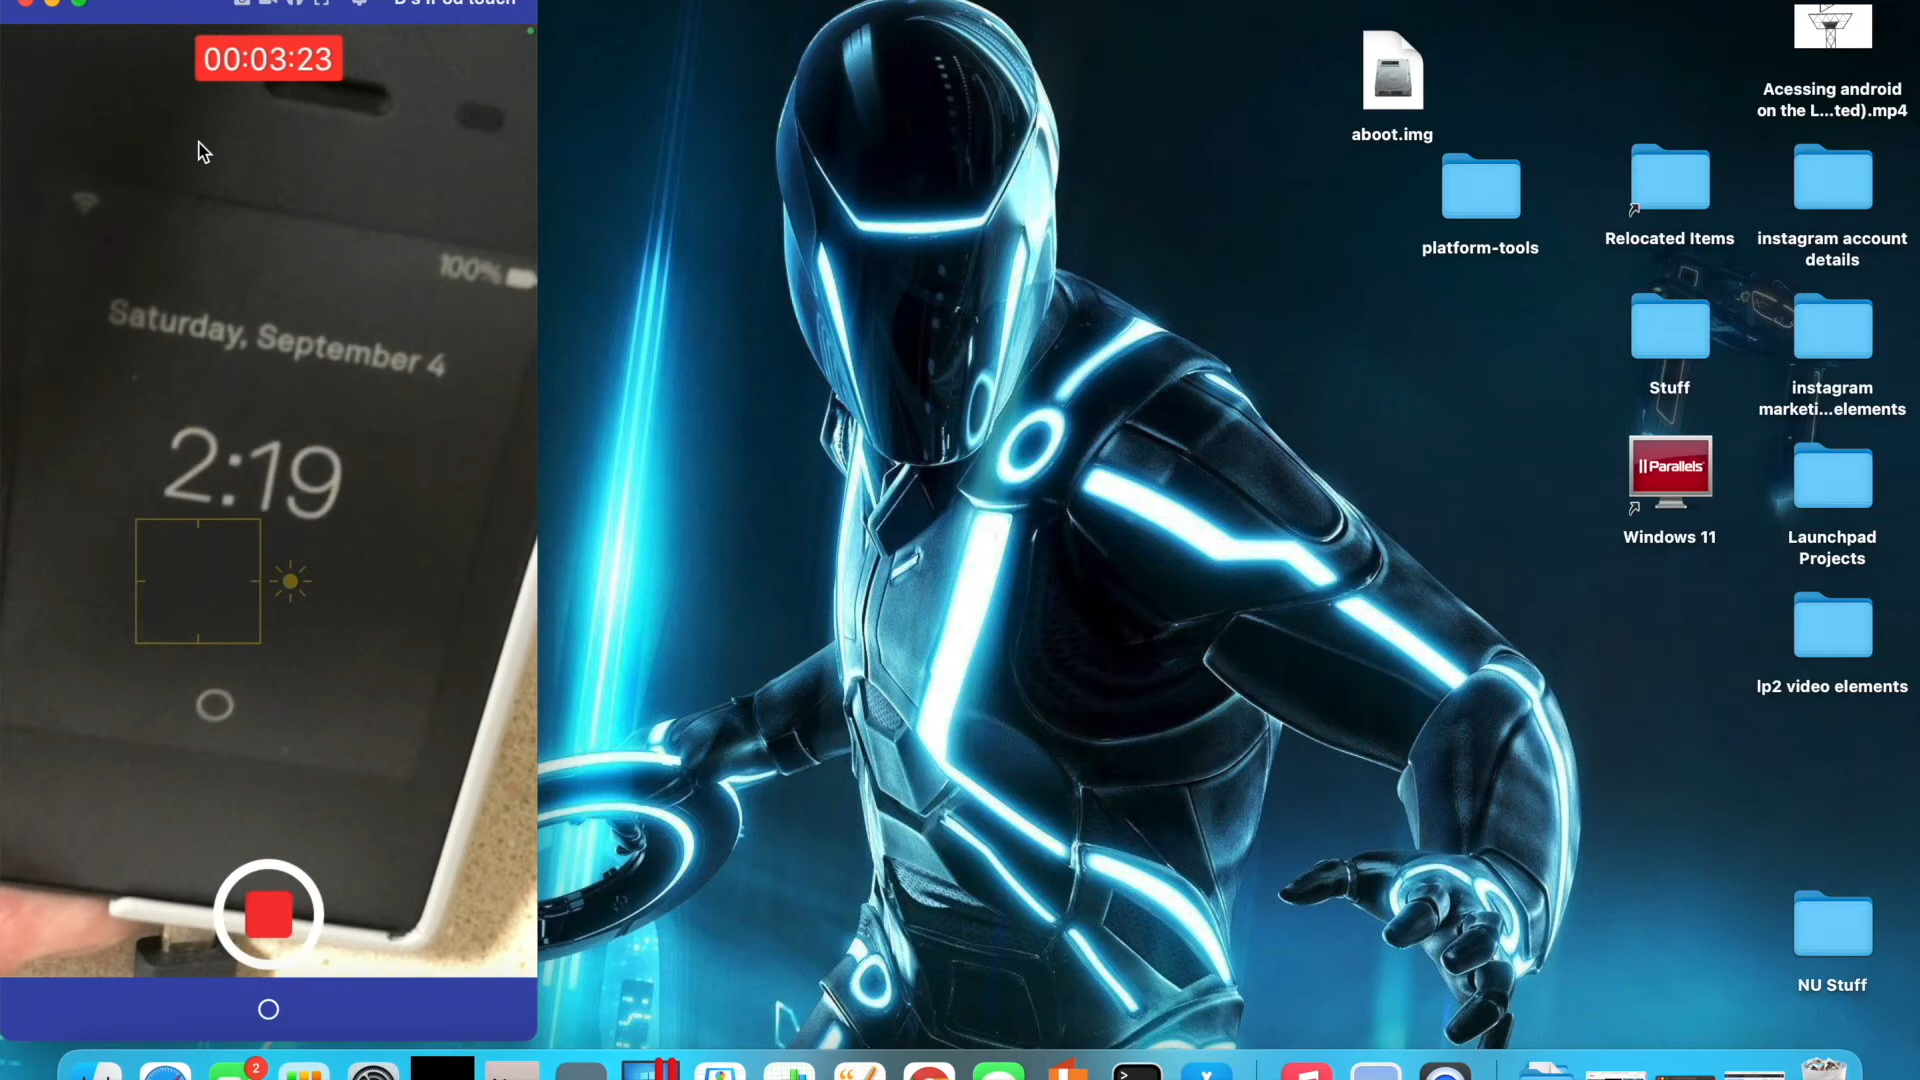 D's iPod touch
00:03:23
100%
Saturday, September 4
2:19
aboot.img
platform-tools
Acessing android
on the L...ted).mp4
Relocated Items
instagram account
details
Stuff
instagram
marketi...elements
Parallels
Windows 11
Launchpad
Projects
lp2 video elements
NU Stuff
2